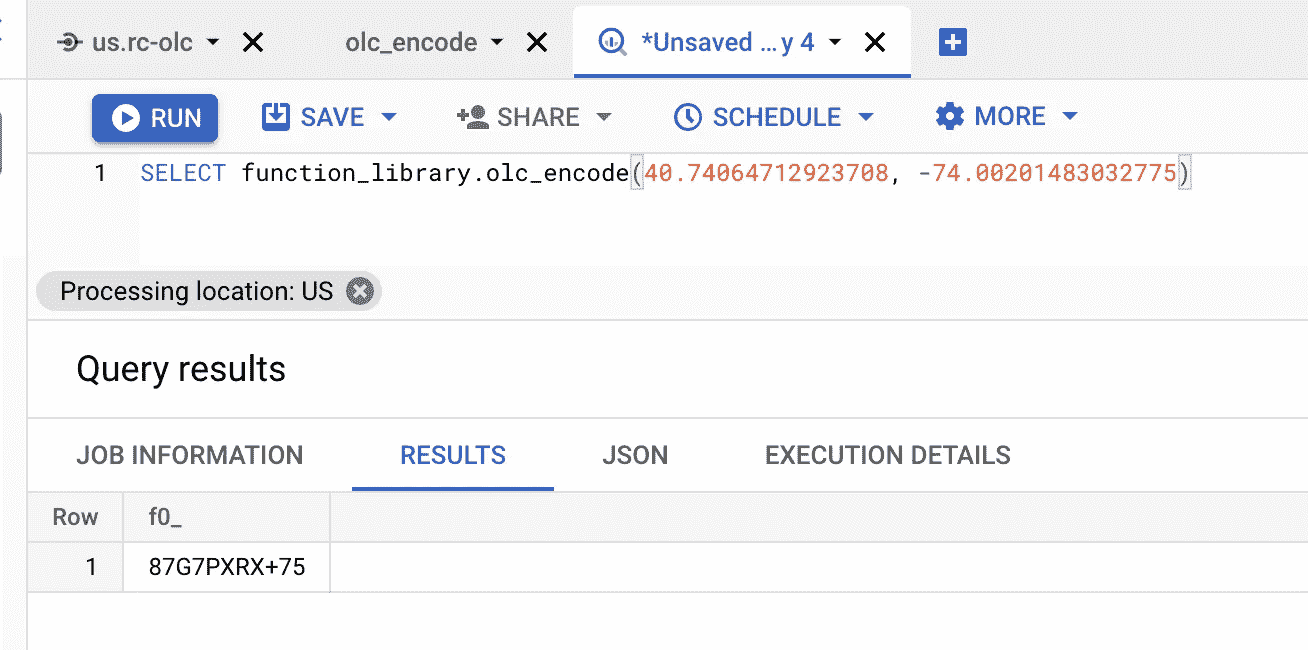 us.rc-olc olc_encode *Unsaved ...y 4
RUN SAVE SHARE SCHEDULE MORE
1 SELECT function_library.olc_encode(40.74064712923708, -74.00201483032775)
Processing location: US
Query results
JOB INFORMATION RESULTS JSON EXECUTION DETAILS
Row f0_
1 87G7PXRX+75